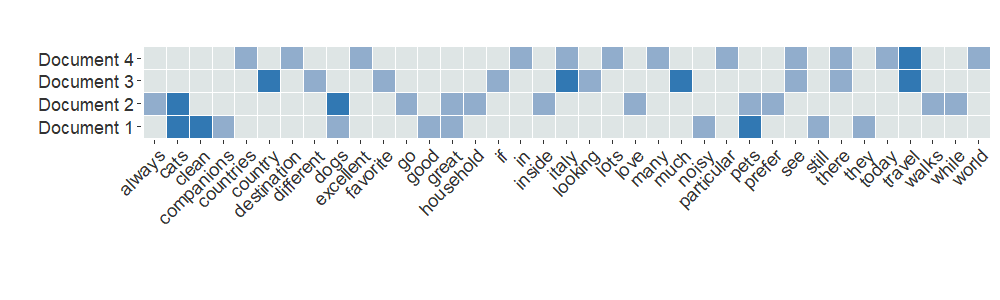 Document 4
Document 3
Document 2
Document 1
always
cats
clean
companions
countries
country
destination
different
dogs
excellent
favorite
go
good
great
household
if
in
inside
italy
looking
lots
love
many
much
noisy
particular
pets
prefer
see
still
there
they
today
travel
walks
while
world